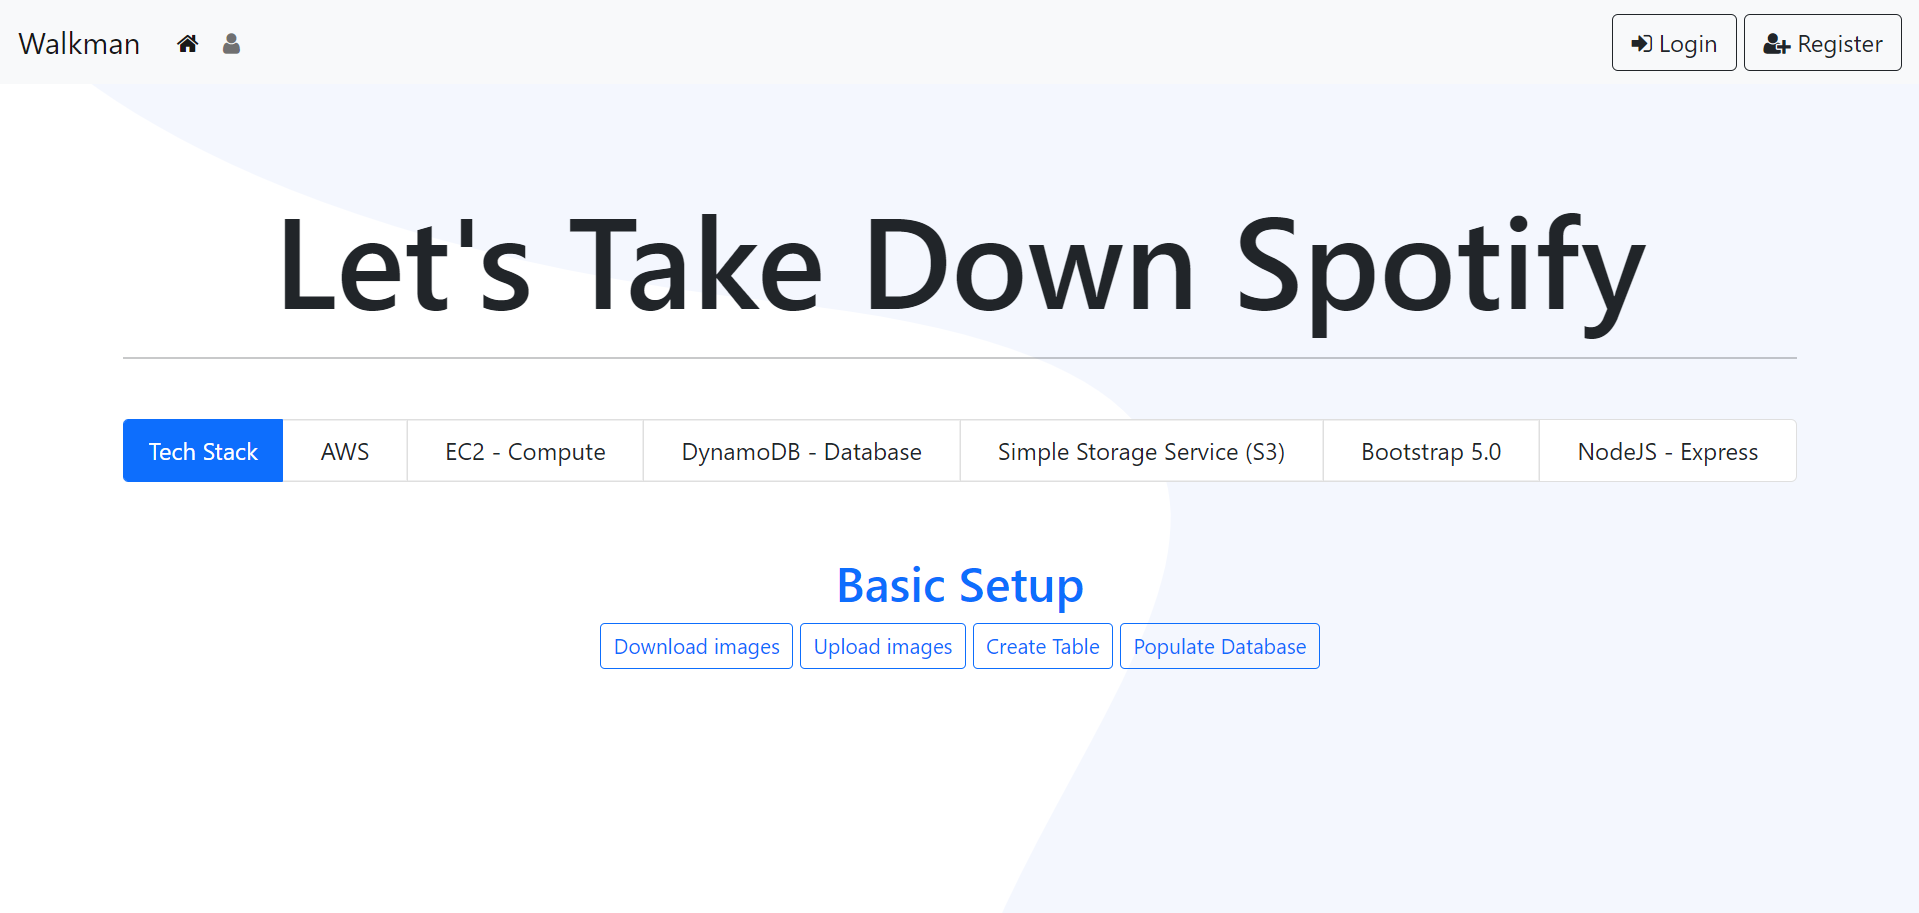 Walkman Login Register
Let's Take Down Spotify
Tech Stack AWS EC2 - Compute DynamoDB - Database Simple Storage Service (S3) Bootstrap 5.0 NodeJS - Express
Basic Setup
Download images Upload images Create Table Populate Database